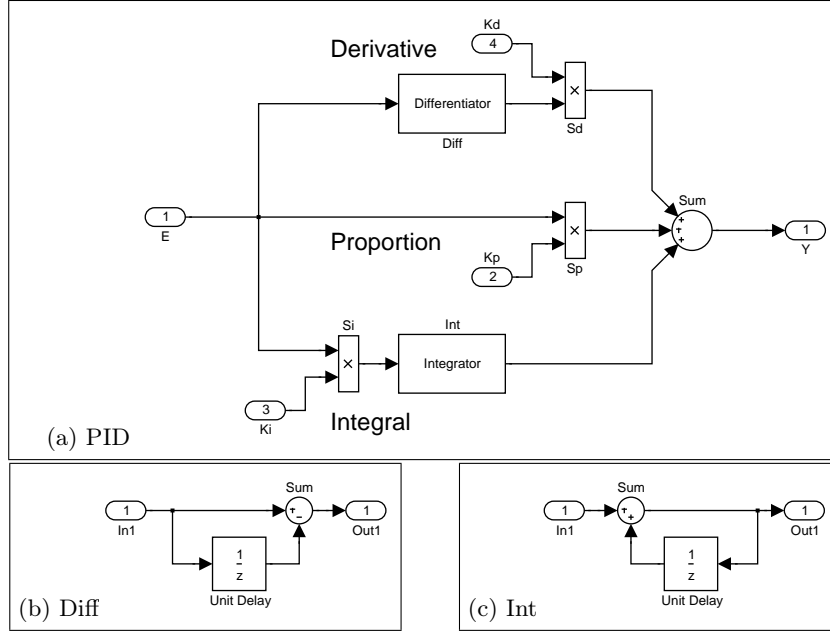 Kd
4
Derivative
Differentiator
×
Sd
Diff
Sum
1
E
+
+
+
1
Y
Proportion
×
Kp
2
Sp
Si
Int
×
Integrator
3
Ki
Integral
(a) PID
Sum
1
In1
+
−
1
Out1
1
z
Unit Delay
(b) Diff
Sum
1
In1
+
+
1
Out1
1
z
Unit Delay
(c) Int